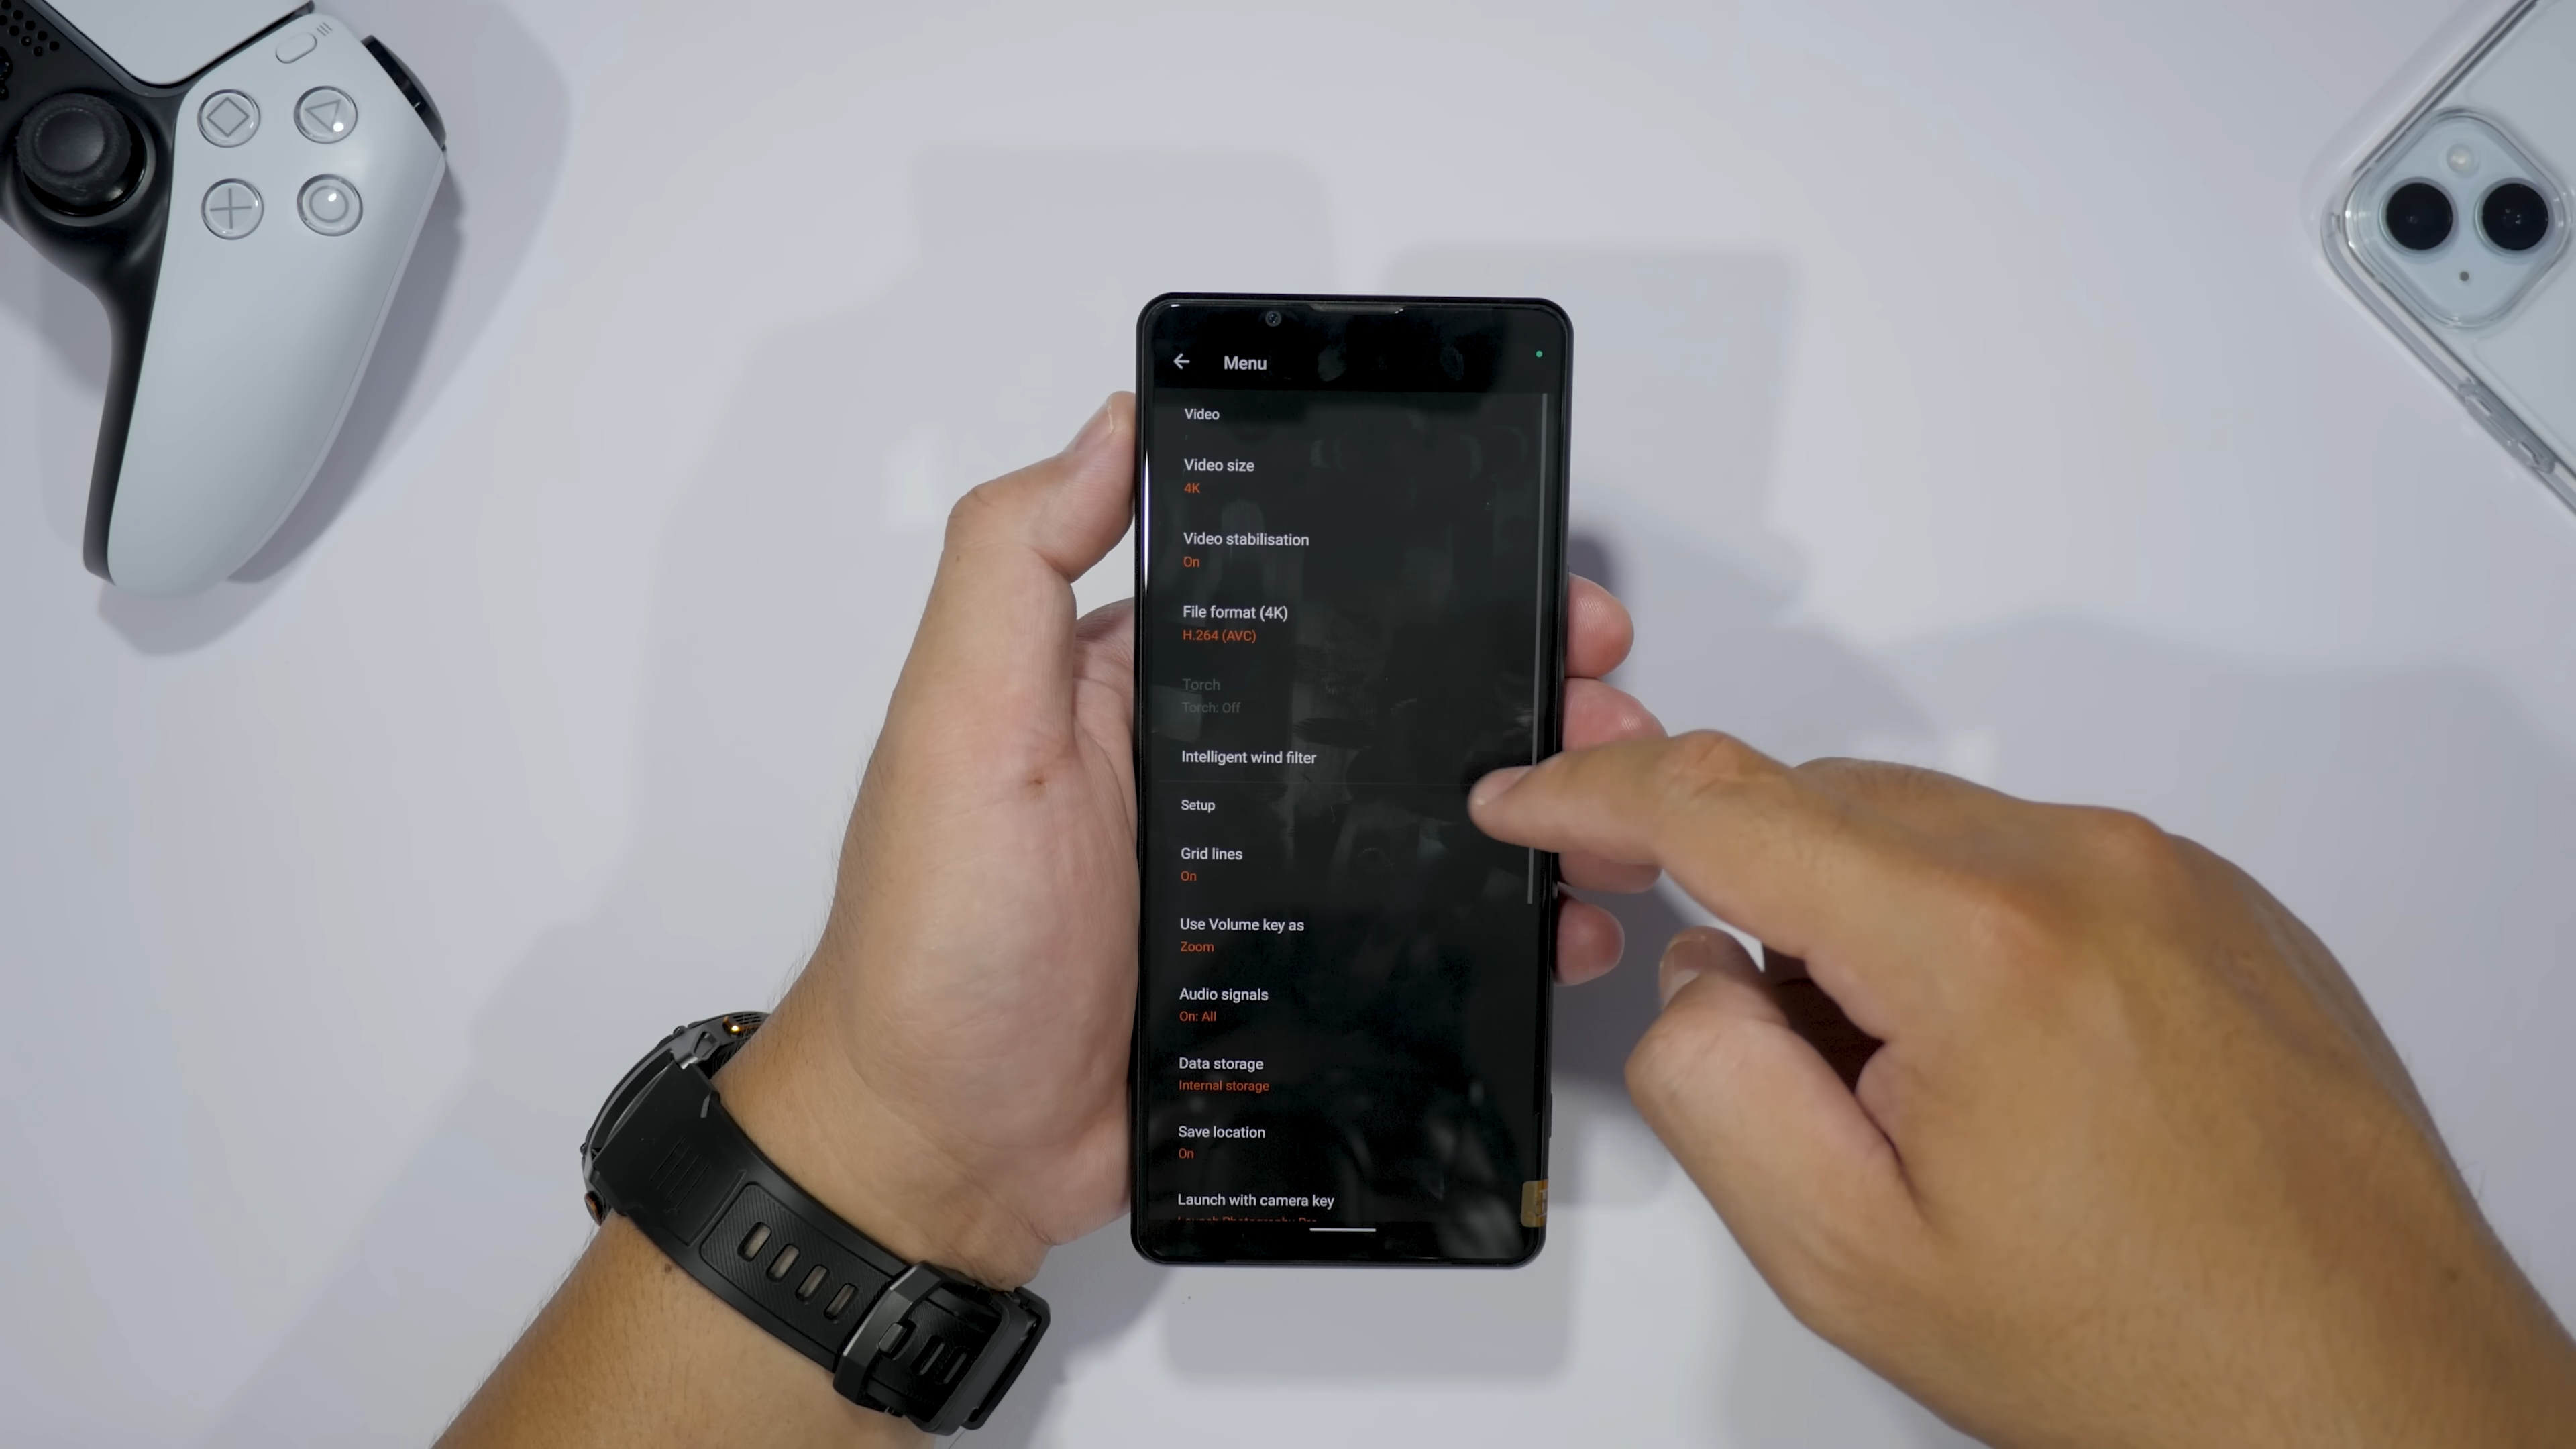 Menu
Video
Video size
4K
Video stabilisation
On
File format (4K)
H.264 (AVC)
Torch
Torch: Off
Intelligent wind filter
Setup
Grid lines
On
Use Volume key as
Zoom
Audio signals
On: All
Data storage
Internal storage
Save location
On
Launch with camera key